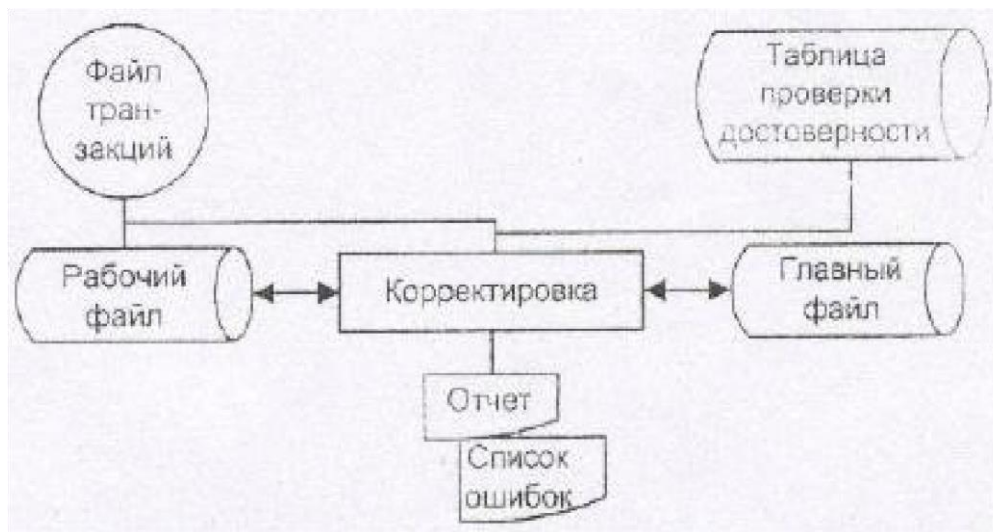 Файл
тран-
закций
Таблица
проверки
достоверности
Рабочий
файл
Корректировка
Главный
файл
Отчет
Список
ошибок